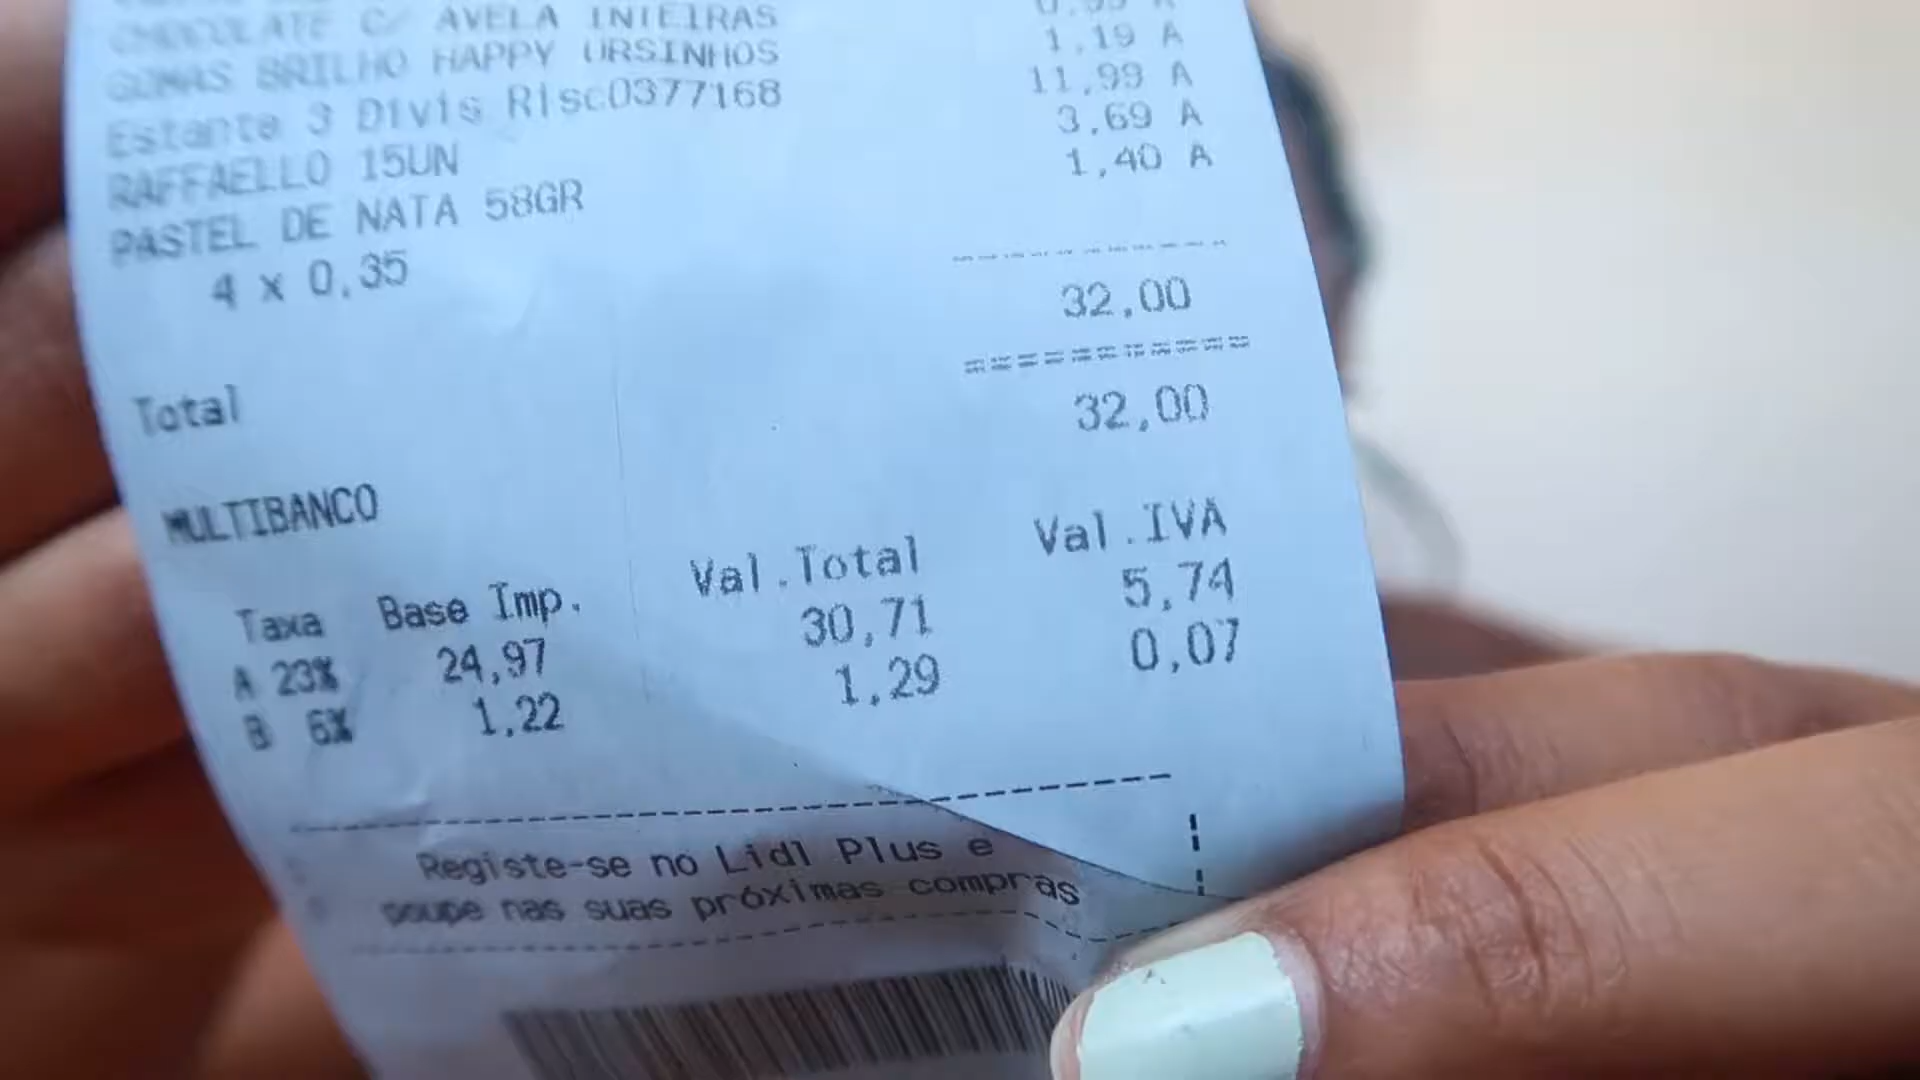 CHOCOLATE C/ AVELA INTEIRAS
GOMAS BRILHO HAPPY URSINHOS 1,19 A
Estante 3 Divis Risc0377168 11,99 A
RAFFAELLO 15UN 3,69 A
PASTEL DE NATA 58GR 1,40 A
4 x 0,35
------------
Total 32,00
============
MULTIBANCO 32,00
Taxa Base Imp. Val.Total Val.IVA
A 23% 24,97 30,71 5,74
B 6% 1,22 1,29 0,07
Registe-se no Lidl Plus e
poupe nas suas próximas compras